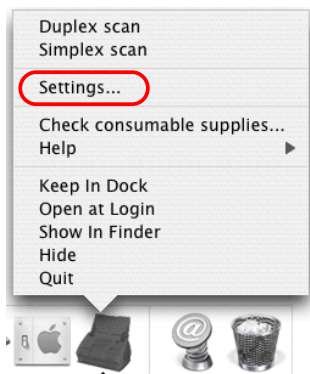 Duplex scan
Simplex scan
Settings...
Check consumable supplies...
Help
Keep In Dock
Open at Login
Show In Finder
Hide
Quit
@